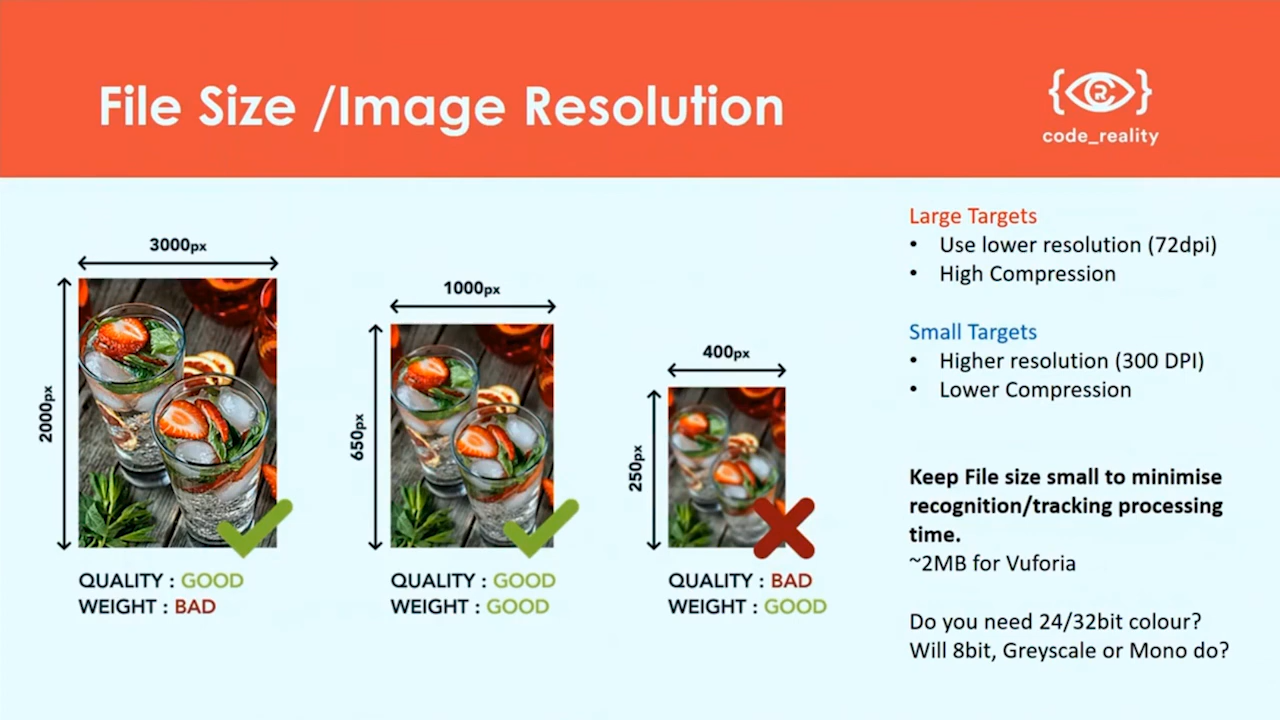 File Size /Image Resolution
code_reality
3000px
2000px
QUALITY : GOOD
WEIGHT : BAD
1000px
650px
QUALITY : GOOD
WEIGHT : GOOD
400px
250px
QUALITY : BAD
WEIGHT : GOOD
Large Targets
• Use lower resolution (72dpi)
• High Compression
Small Targets
• Higher resolution (300 DPI)
• Lower Compression
Keep File size small to minimise
recognition/tracking processing
time.
~2MB for Vuforia
Do you need 24/32bit colour?
Will 8bit, Greyscale or Mono do?